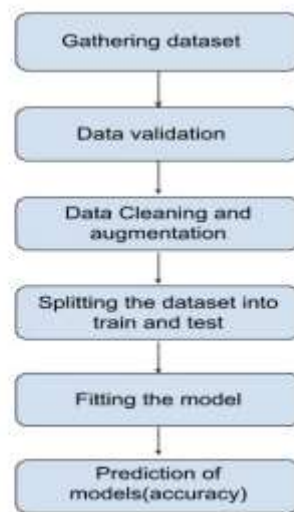 Gathering dataset
Data validation
Data Cleaning and
augmentation
Splitting the dataset into
train and test
Fitting the model
Prediction of
models(accuracy)